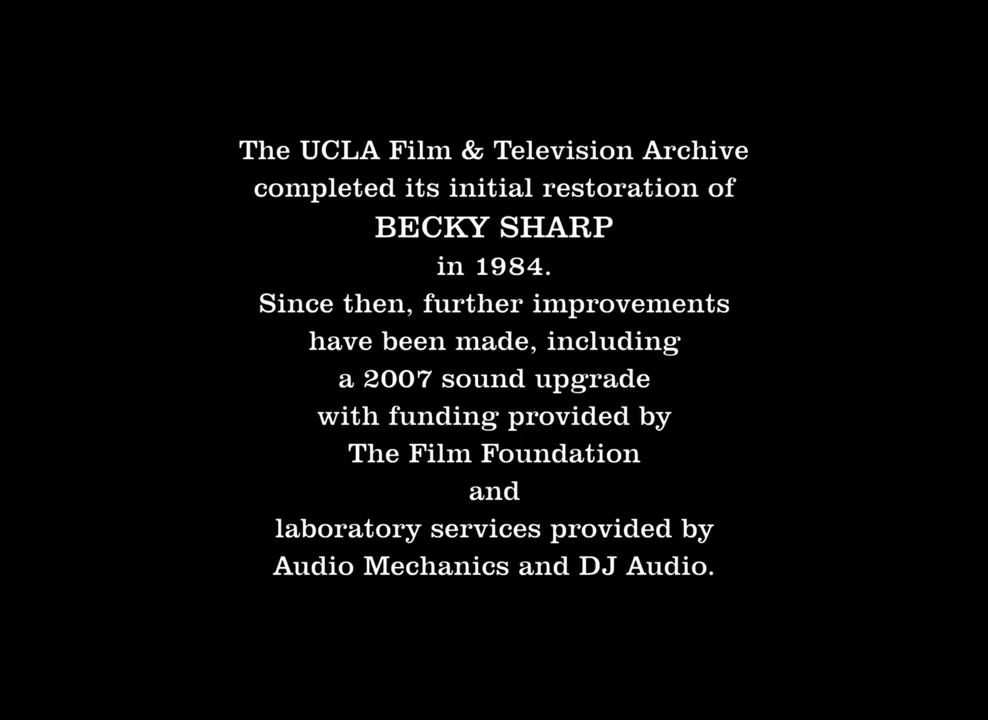 The UCLA Film & Television Archive
completed its initial restoration of
BECKY SHARP
in 1984.
Since then, further improvements
have been made, including
a 2007 sound upgrade
with funding provided by
The Film Foundation
and
laboratory services provided by
Audio Mechanics and DJ Audio.